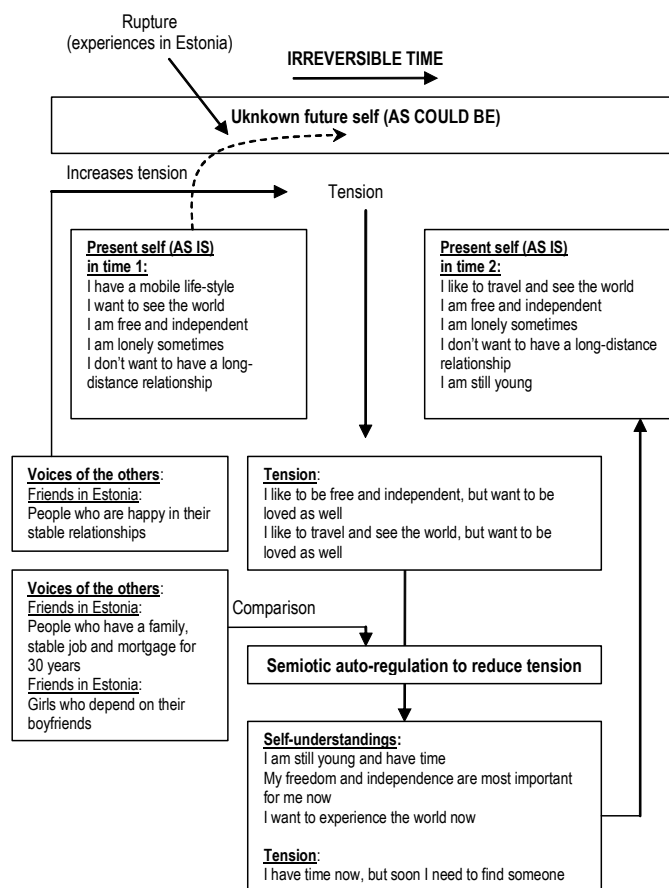 Rupture
(experiences in Estonia)
IRREVERSIBLE TIME
Uknkown future self (AS COULD BE)
Increases tension
Tension
Present self (AS IS)
in time 1:
I have a mobile life-style
I want to see the world
I am free and independent
I am lonely sometimes
I don’t want to have a long-
distance relationship
Present self (AS IS)
in time 2:
I like to travel and see the world
I am free and independent
I am lonely sometimes
I don’t want to have a long-distance
relationship
I am still young
Voices of the others:
Friends in Estonia:
People who are happy in their
stable relationships
Tension:
I like to be free and independent, but want to be
loved as well
I like to travel and see the world, but want to be
loved as well
Voices of the others:
Friends in Estonia:
People who have a family,
stable job and mortgage for
30 years
Friends in Estonia:
Girls who depend on their
boyfriends
Comparison
Semiotic auto-regulation to reduce tension
Self-understandings:
I am still young and have time
My freedom and independence are most important
for me now
I want to experience the world now
Tension:
I have time now, but soon I need to find someone